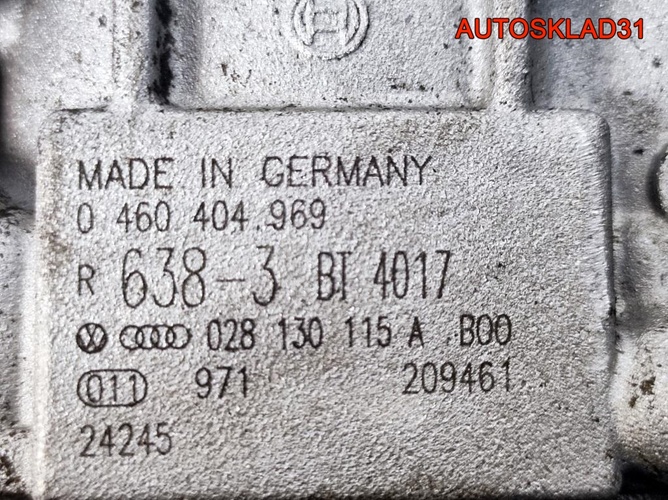 AUTOSKLAD31
MADE IN GERMANY
0 460 404 969
R 638-3 BT 4017
028 130 115 A B00
011 971 209461
24245